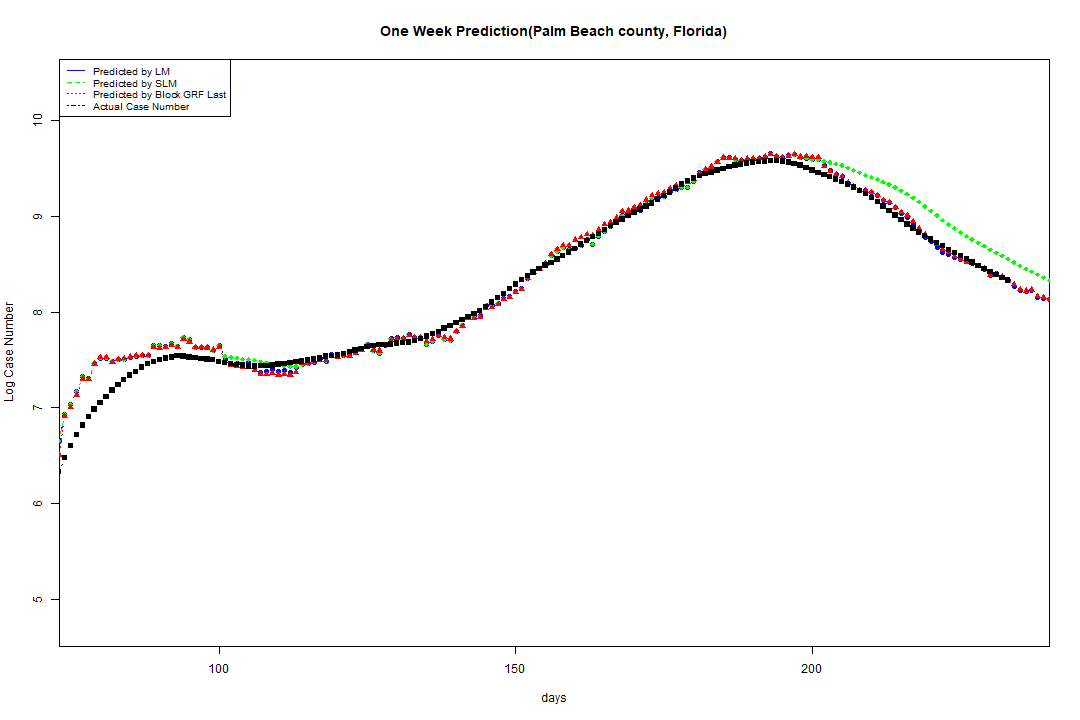 One Week Prediction(Palm Beach county, Florida)
Predicted by LM
Predicted by SLM
Predicted by Block GRF Last
Actual Case Number
10
9
8
7
6
5
Log Case Number
100
150
200
days